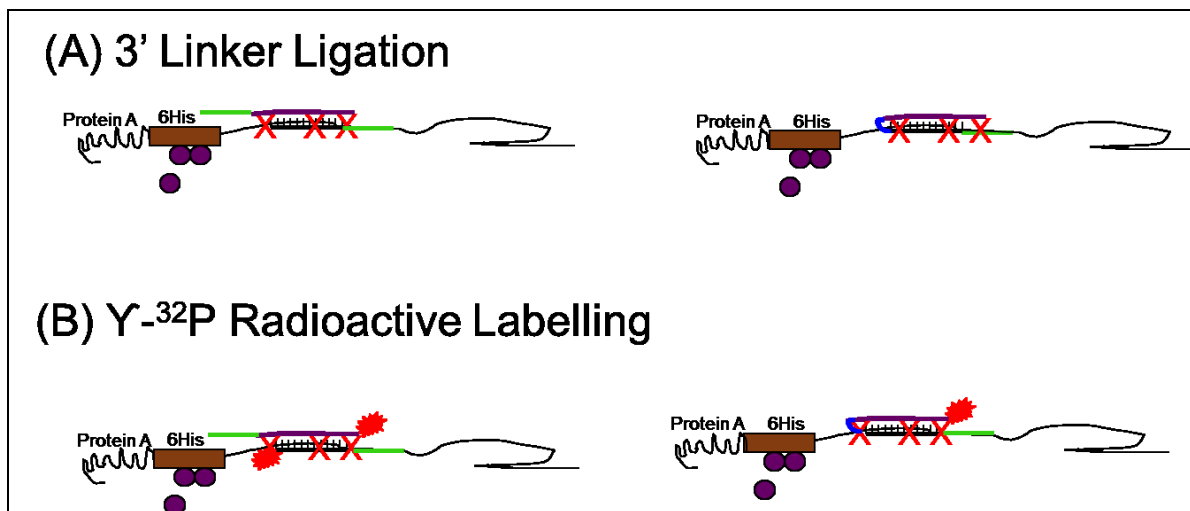 (A) 3’ Linker Ligation
Protein A 6His
Protein A 6His
(B) ϒ-³²P Radioactive Labelling
Protein A 6His
Protein A 6His